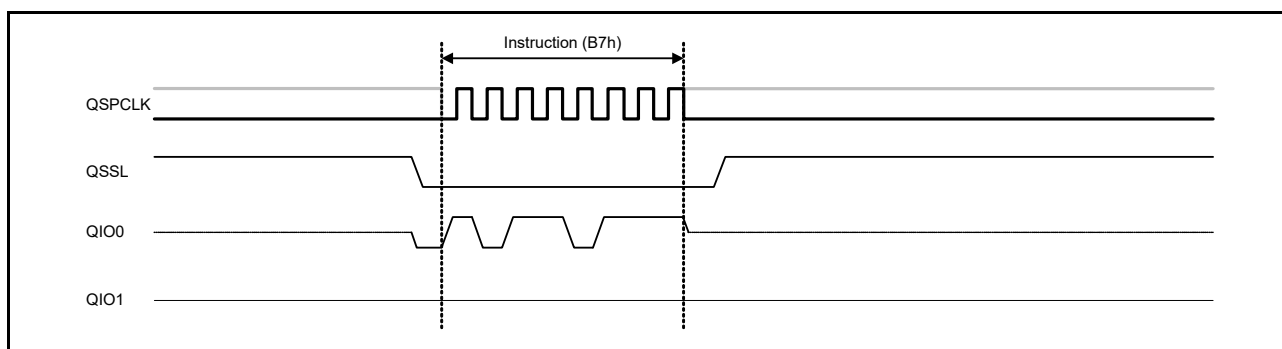 Instruction (B7h)
QSPCLK
QSSL
QIO0
QIO1